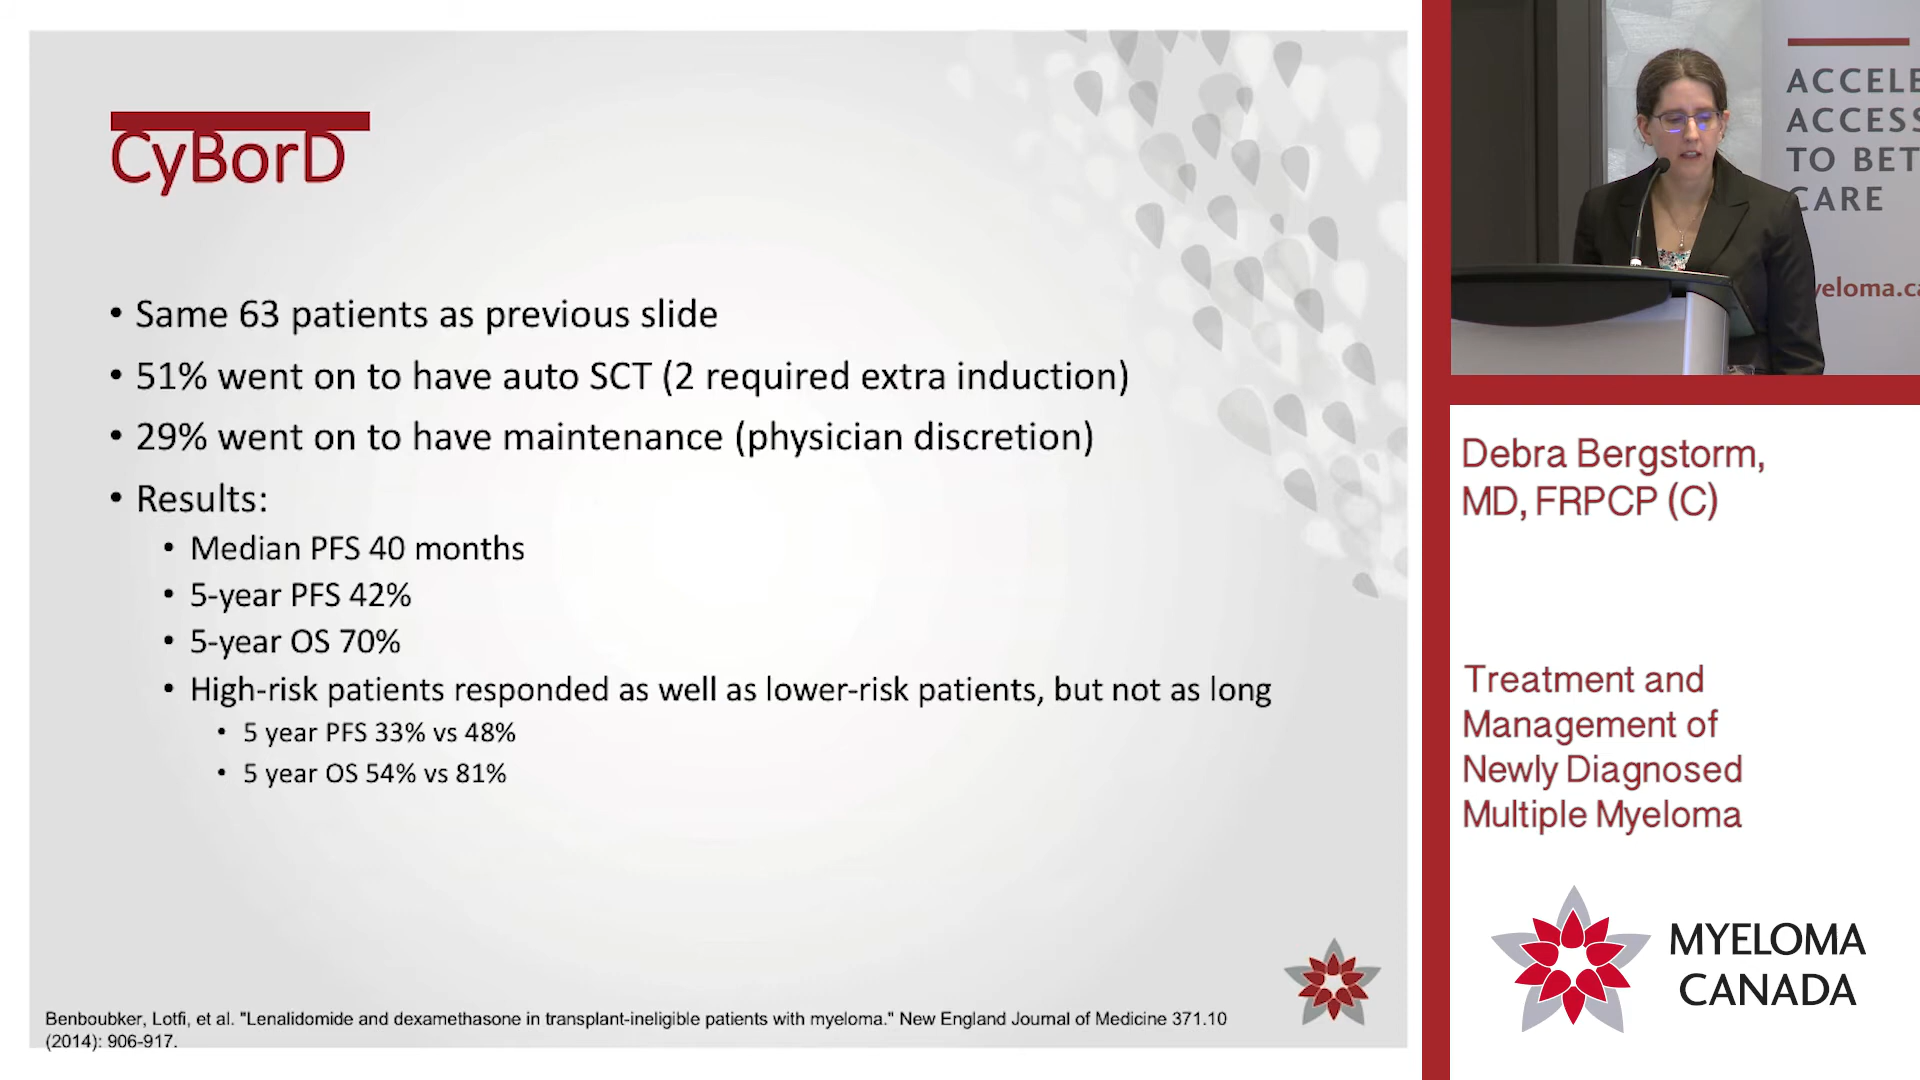 CyBorD
• Same 63 patients as previous slide
• 51% went on to have auto SCT (2 required extra induction)
• 29% went on to have maintenance (physician discretion)
• Results:
• Median PFS 40 months
• 5-year PFS 42%
• 5-year OS 70%
• High-risk patients responded as well as lower-risk patients, but not as long
• 5 year PFS 33% vs 48%
• 5 year OS 54% vs 81%
Benboubker, Lotfi, et al. "Lenalidomide and dexamethasone in transplant-ineligible patients with myeloma." New England Journal of Medicine 371.10
(2014): 906-917.
ACCELE
ACCESS
TO BET
CARE
yeloma.ca
Debra Bergstorm,
MD, FRPCP (C)
Treatment and
Management of
Newly Diagnosed
Multiple Myeloma
MYELOMA
CANADA